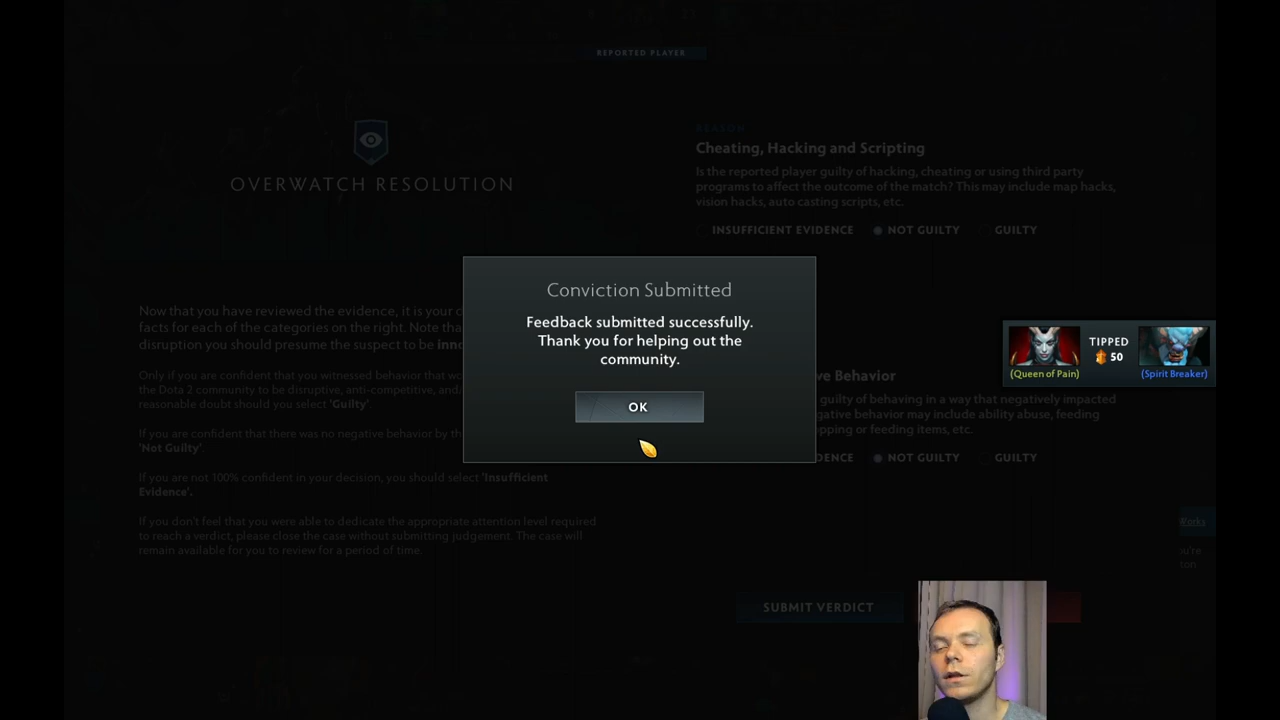 REPORTED PLAYER
OVERWATCH RESOLUTION
Now that you have reviewed the evidence, it is your
facts for each of the categories on the right. Note
disruption you should presume the suspect to be
Only if you are confident that you witnessed behavior that
the Dota 2 community to be disruptive, anti-competitive,
reasonable doubt should you select 'Guilty'.
If you are confident that there was no negative behavior by
'Not Guilty'.
If you are not 100% confident in your decision, you should select 'Insufficient
Evidence'.
If you don't feel that you were able to dedicate the appropriate attention level required
to reach a verdict, please close the case without submitting judgement. The case will
remain available for you to review for a period of time.
REASON
Cheating, Hacking and Scripting
Is the reported player guilty of hacking, cheating or using third party
programs to affect the outcome of the match? This may include map hacks,
vision hacks, auto casting scripts, etc.
INSUFFICIENT EVIDENCE NOT GUILTY GUILTY
Conviction Submitted
Feedback submitted successfully.
Thank you for helping out the
community.
OK
Behavior
guilty of behaving in a way that negatively impacted
behavior may include ability abuse, feeding
or feeding items, etc.
NOT GUILTY GUILTY
TIPPED
50
(Queen of Pain) (Spirit Breaker)
SUBMIT VERDICT